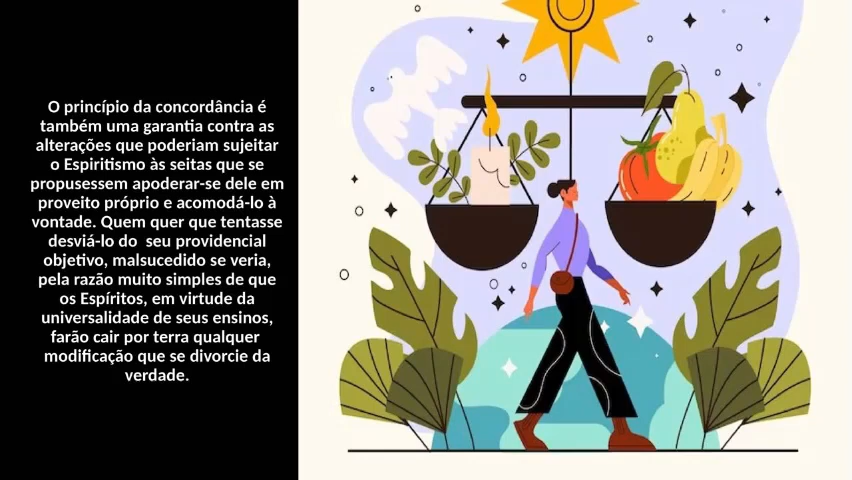 O princípio da concordância é
também uma garantia contra as
alterações que poderiam sujeitar
o Espiritismo às seitas que se
propusessem apoderar-se dele em
proveito próprio e acomodá-lo à
vontade. Quem quer que tentasse
desviá-lo do  seu providencial
objetivo, malsucedido se veria,
pela razão muito simples de que
os Espíritos, em virtude da
universalidade de seus ensinos,
farão cair por terra qualquer
modificação que se divorcie da
verdade.